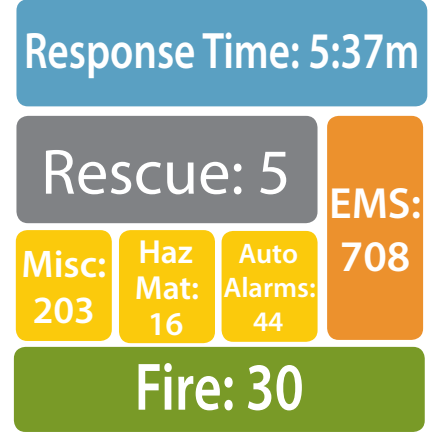 Response Time: 5:37m
Rescue: 5
EMS:
708
Misc:
203
Haz
Mat:
16
Auto
Alarms:
44
Fire: 30